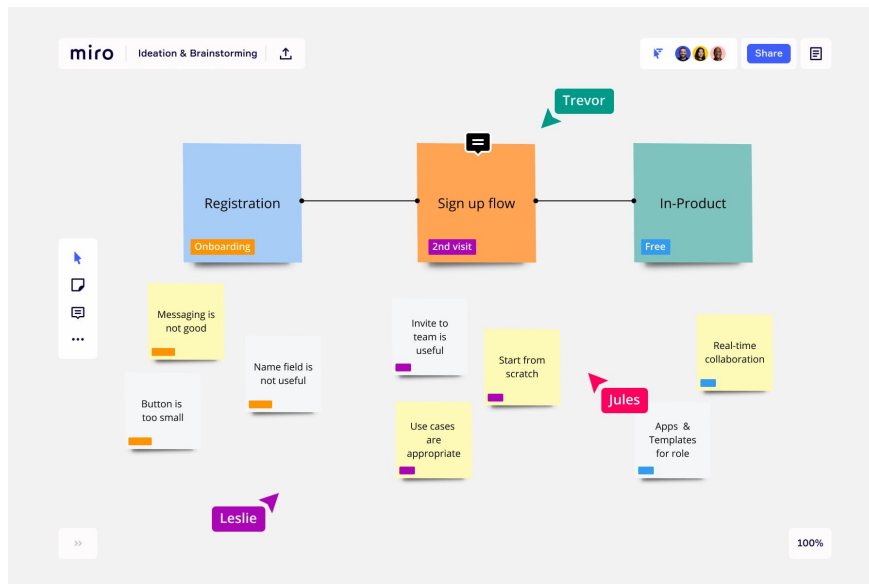 miro
Ideation & Brainstorming
Share
Trevor
Registration
Onboarding
Sign up flow
2nd visit
In-Product
Free
Messaging is
not good
Name field is
not useful
Button is
too small
Invite to
team is
useful
Start from
scratch
Use cases
are
appropriate
Real-time
collaboration
Jules
Apps &
Templates
for role
Leslie
100%